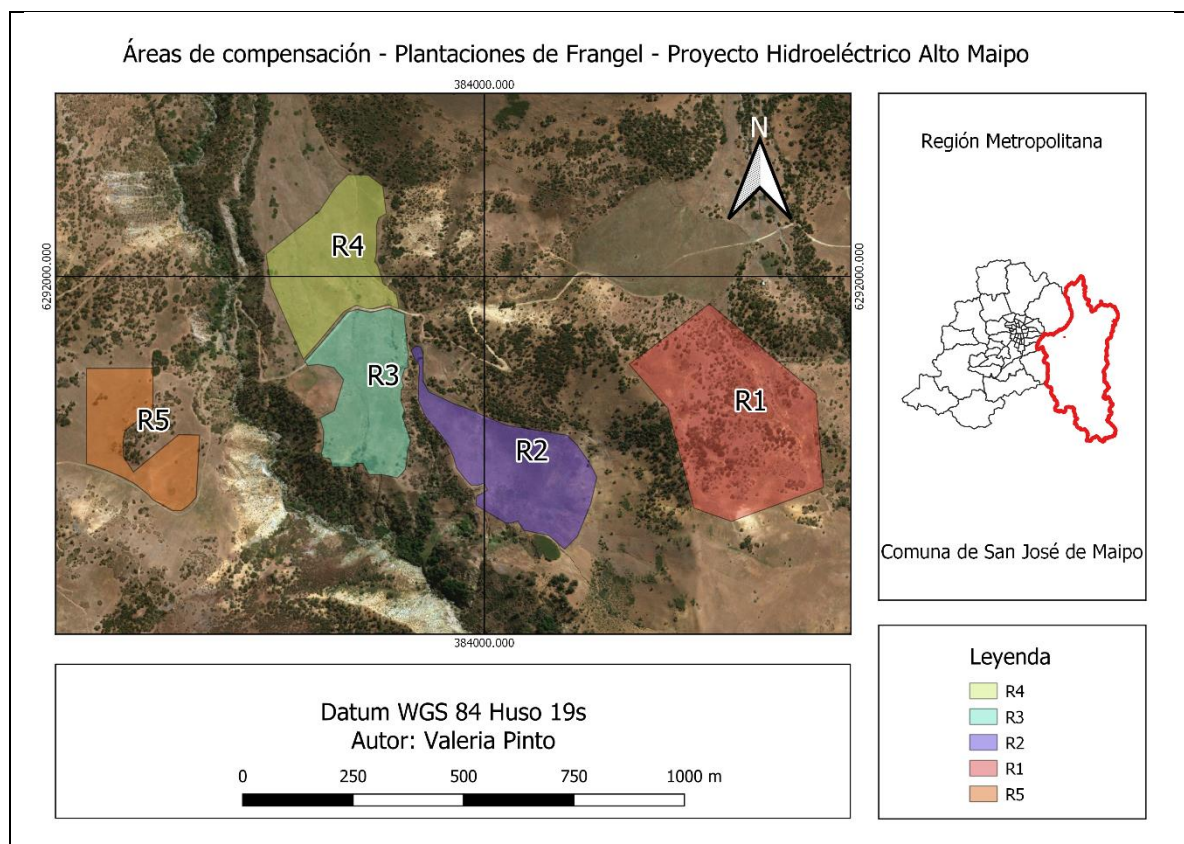 Áreas de compensación - Plantaciones de Frangel - Proyecto Hidroeléctrico Alto Maipo
384000.000
N
R4
6292000.000
6292000.000
R3
R1
R5
R2
384000.000
Región Metropolitana
Comuna de San José de Maipo
Datum WGS 84 Huso 19s
Autor: Valeria Pinto
0 250 500 750 1000 m
Leyenda
R4
R3
R2
R1
R5